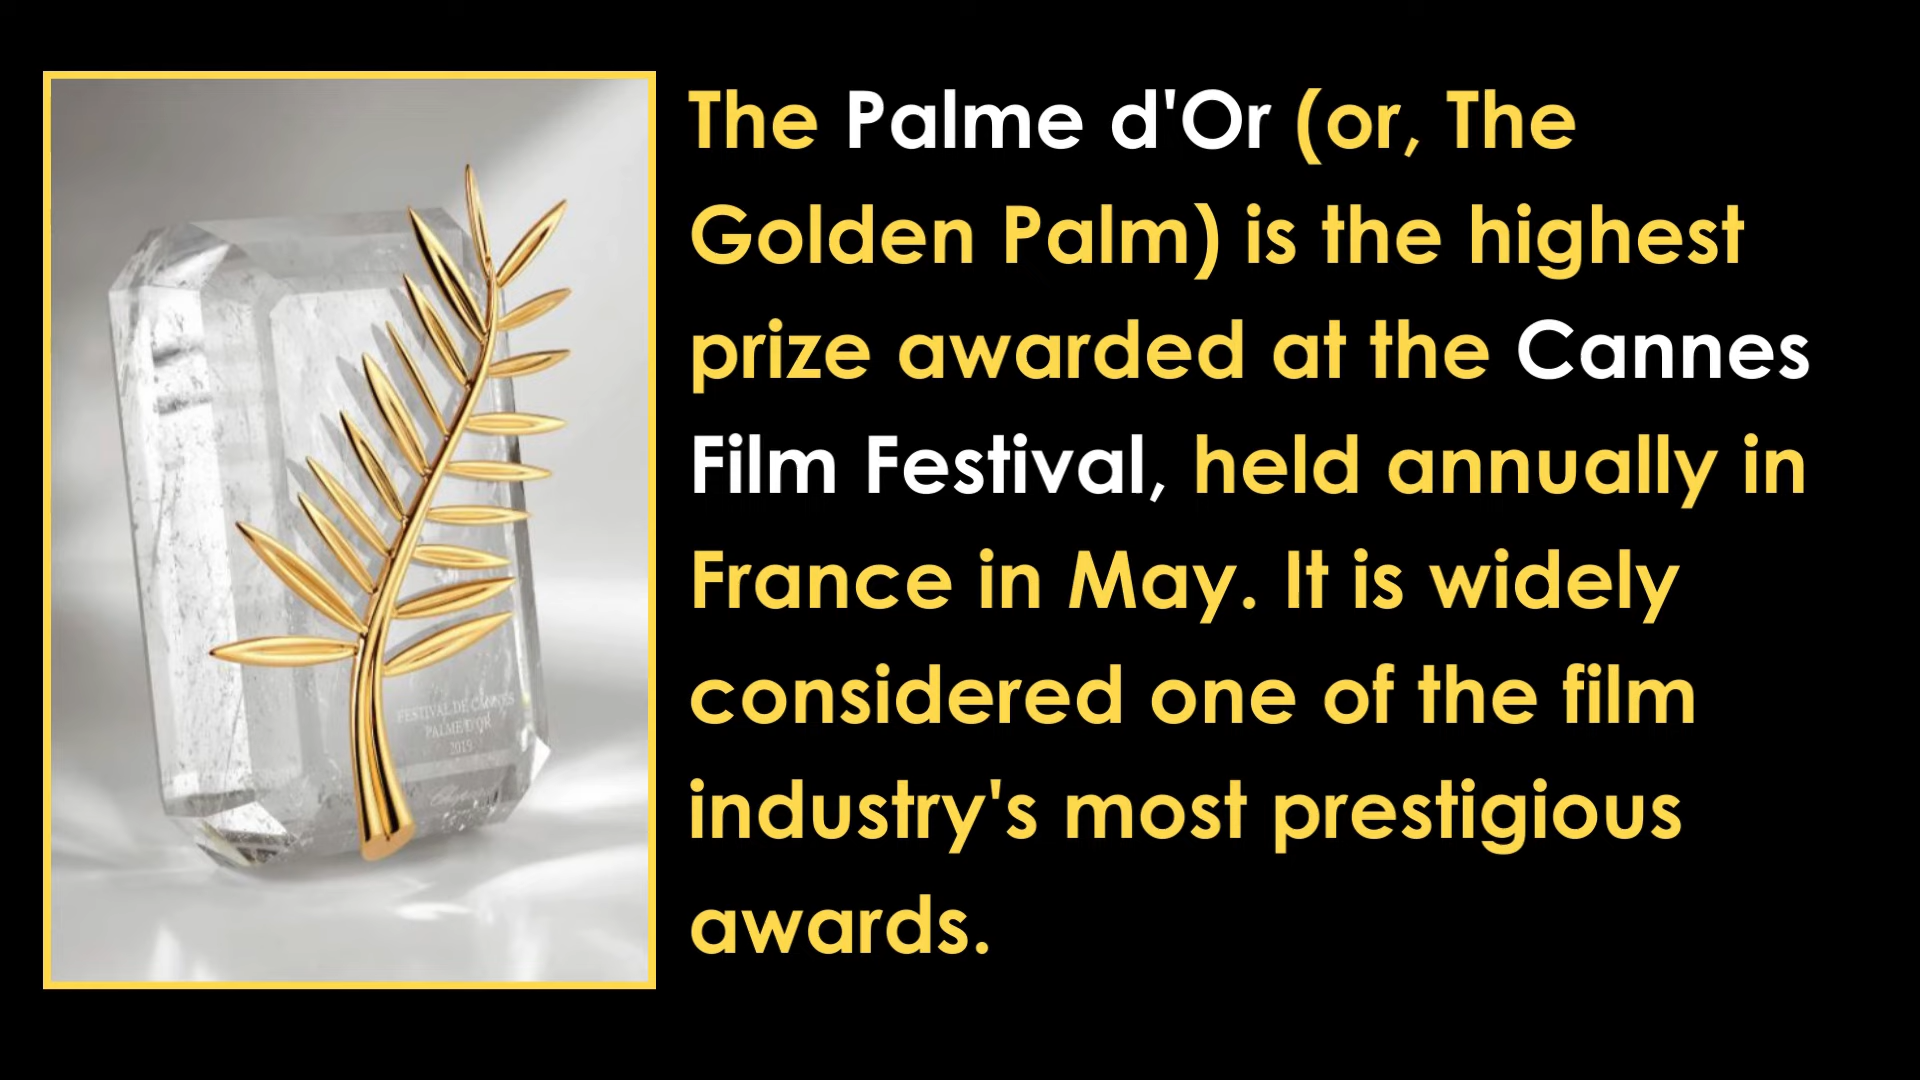 The Palme d'Or (or, The
Golden Palm) is the highest
prize awarded at the Cannes
Film Festival, held annually in
France in May. It is widely
considered one of the film
industry's most prestigious
awards.
FESTIVAL DE CANNES
PALME D'OR
2019
Chopard